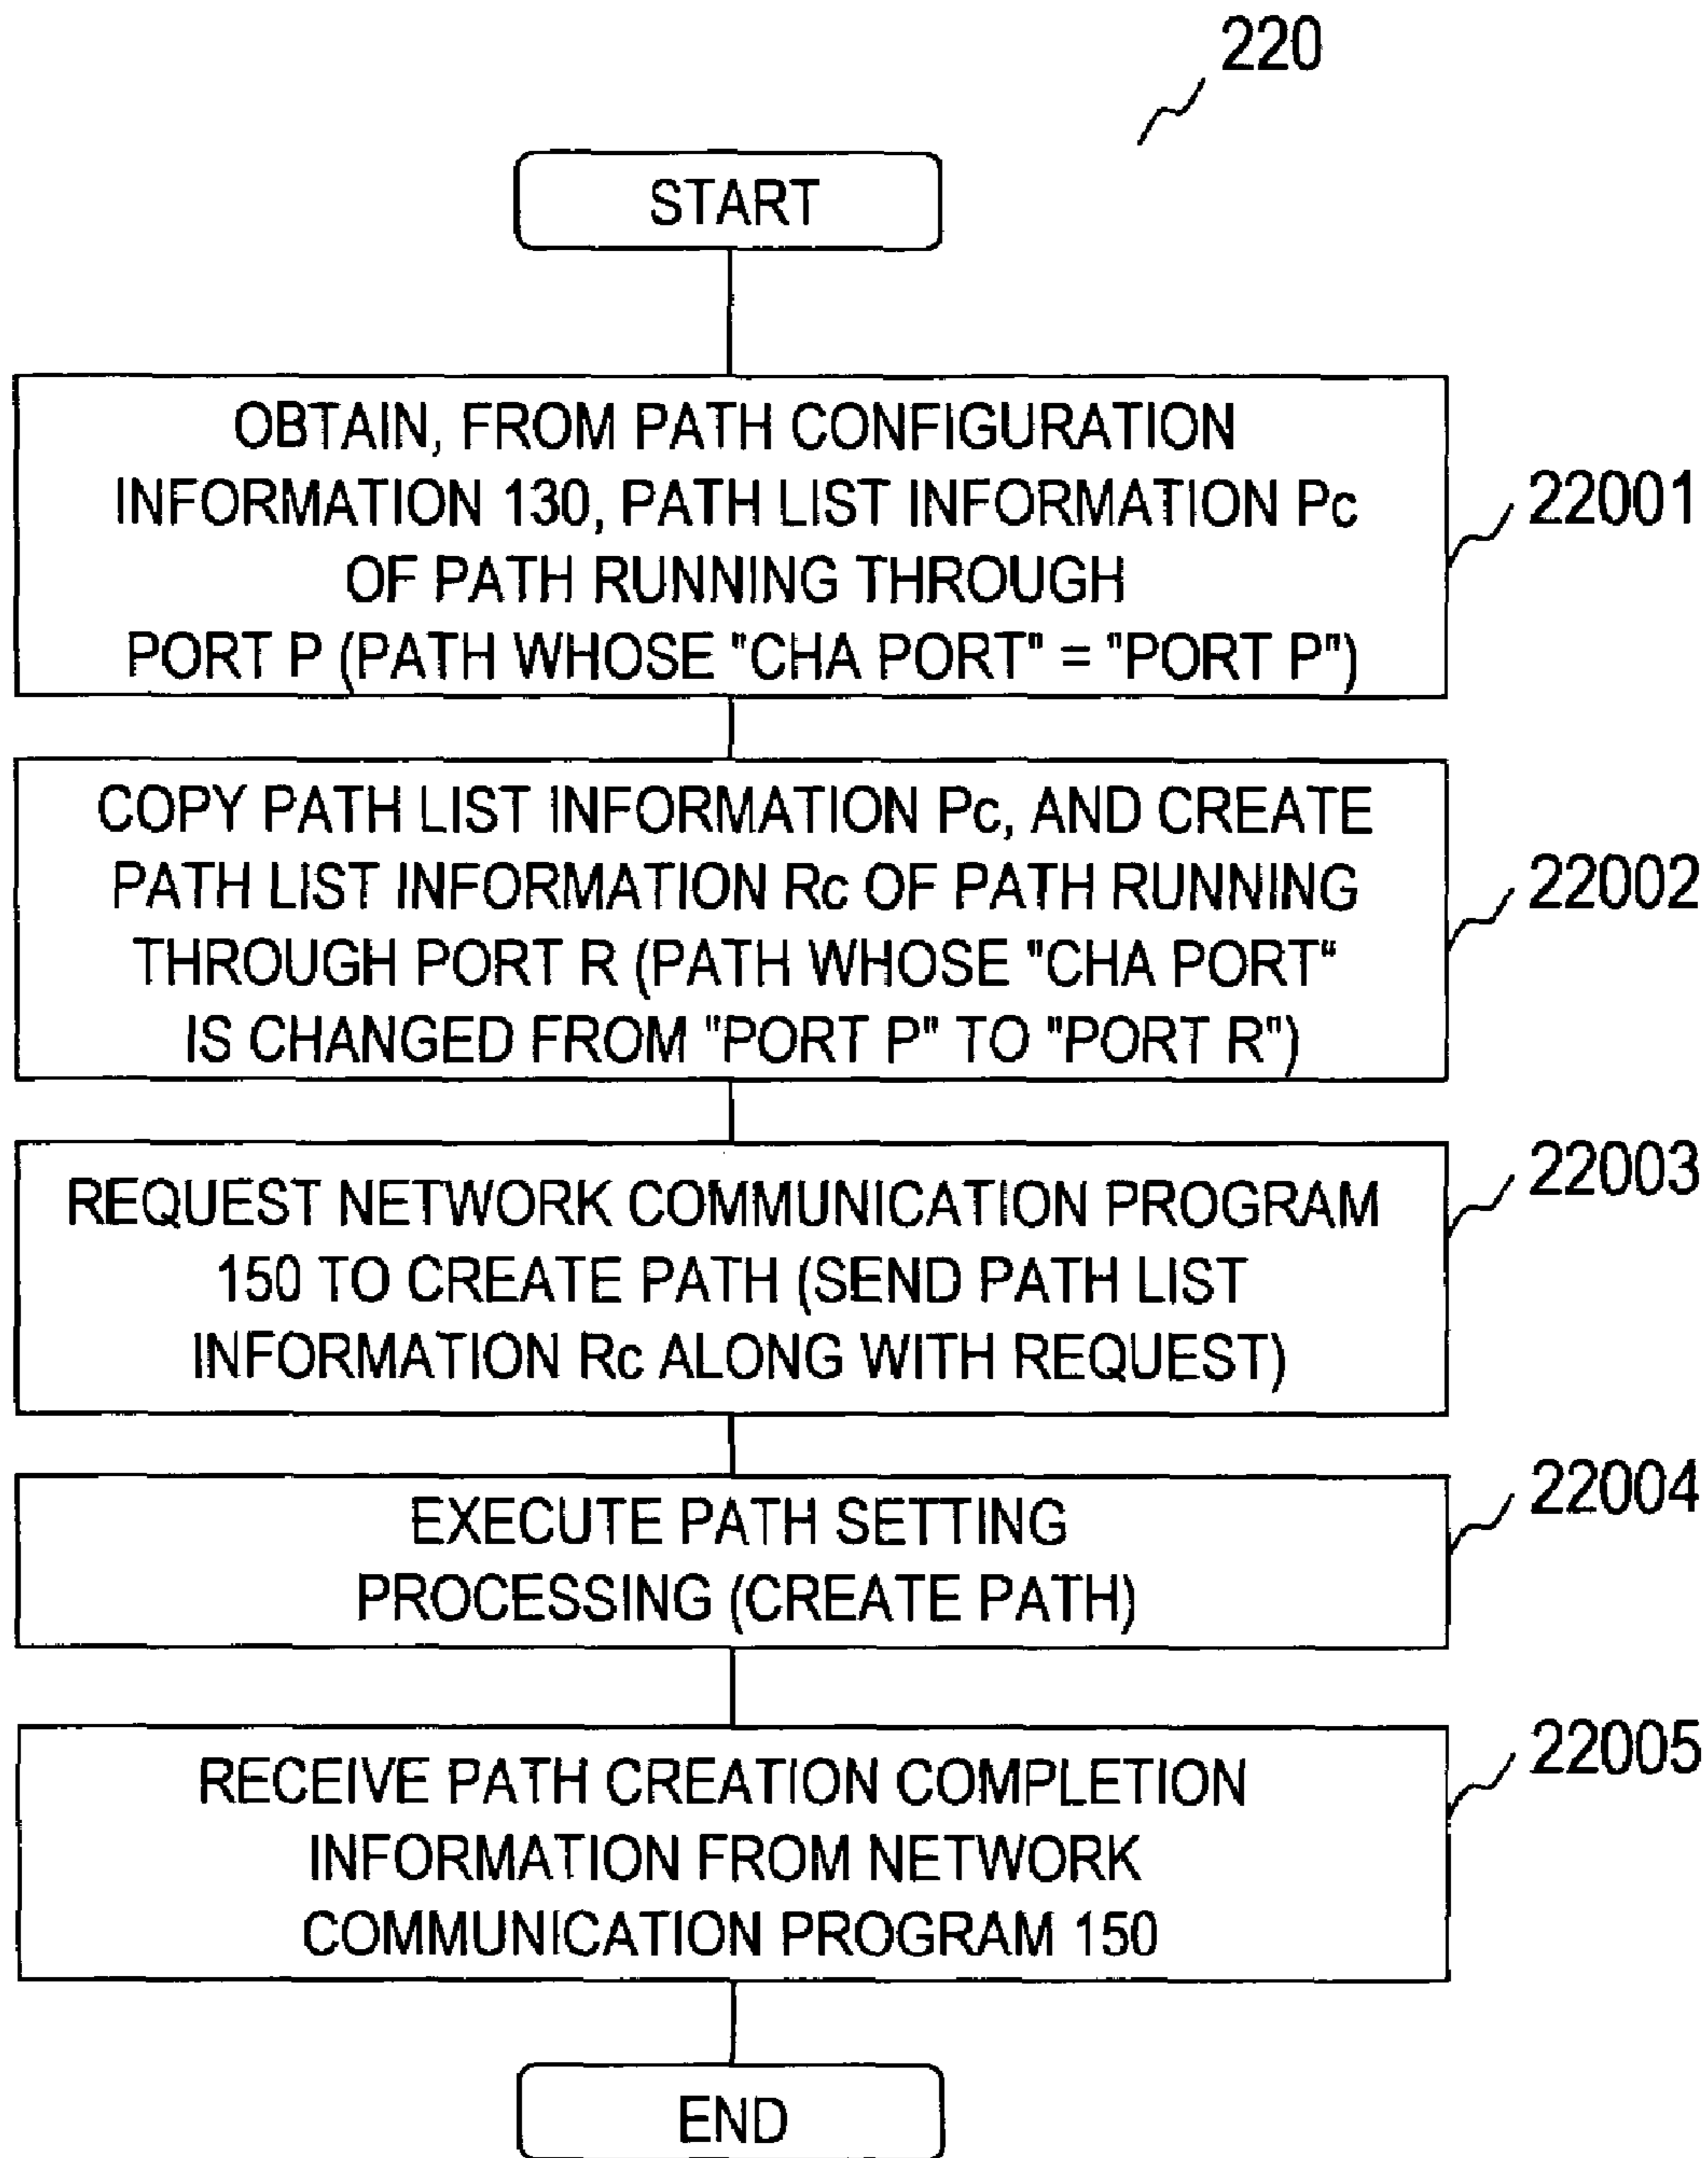 220
START
OBTAIN, FROM PATH CONFIGURATION
INFORMATION 130, PATH LIST INFORMATION Pc
OF PATH RUNNING THROUGH
PORT P (PATH WHOSE "CHA PORT" = "PORT P")
22001
COPY PATH LIST INFORMATION Pc, AND CREATE
PATH LIST INFORMATION Rc OF PATH RUNNING
THROUGH PORT R (PATH WHOSE "CHA PORT"
IS CHANGED FROM "PORT P" TO "PORT R")
22002
REQUEST NETWORK COMMUNICATION PROGRAM
150 TO CREATE PATH (SEND PATH LIST
INFORMATION Rc ALONG WITH REQUEST)
22003
EXECUTE PATH SETTING
PROCESSING (CREATE PATH)
22004
RECEIVE PATH CREATION COMPLETION
INFORMATION FROM NETWORK
COMMUNICATION PROGRAM 150
22005
END